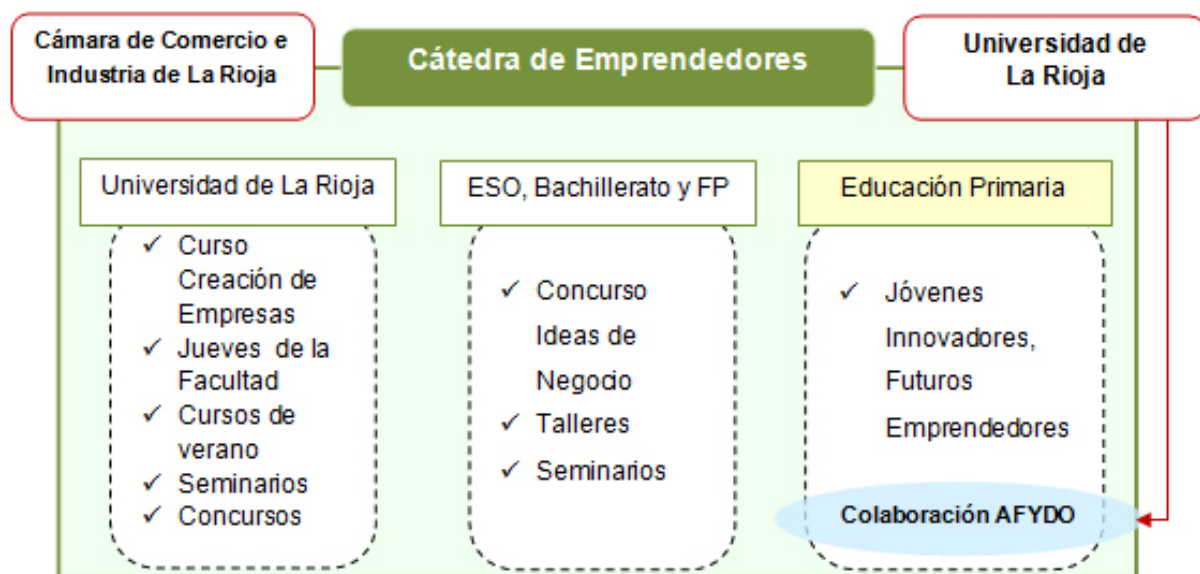 Cámara de Comercio e
Industria de La Rioja
Cátedra de Emprendedores
Universidad de
La Rioja
Universidad de La Rioja
✓ Curso
Creación de
Empresas
✓ Jueves de la
Facultad
✓ Cursos de
verano
✓ Seminarios
✓ Concursos
ESO, Bachillerato y FP
✓ Concurso
Ideas de
Negocio
✓ Talleres
✓ Seminarios
Educación Primaria
✓ Jóvenes
Innovadores,
Futuros
Emprendedores
Colaboración AFYDO